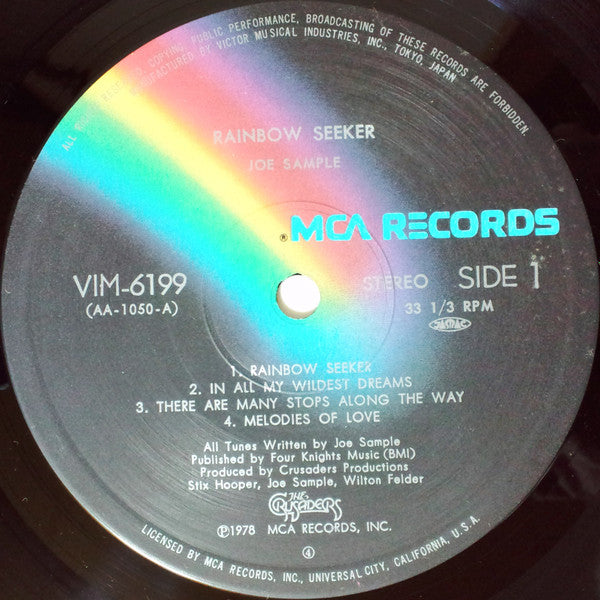 ALL RIGHTS RESERVED. COPYING, PUBLIC PERFORMANCE, BROADCASTING OF THESE RECORDS ARE FORBIDDEN.
MANUFACTURED BY VICTOR MUSICAL INDUSTRIES, INC., TOKYO, JAPAN
RAINBOW SEEKER
JOE SAMPLE
® MCA RECORDS
VIM-6199
(AA-1050-A)
STEREO SIDE 1
33 1/3 RPM
JASRAC
1. RAINBOW SEEKER
2. IN ALL MY WILDEST DREAMS
3. THERE ARE MANY STOPS ALONG THE WAY
4. MELODIES OF LOVE
All Tunes Written by Joe Sample
Published by Four Knights Music (BMI)
Produced by Crusaders Productions
Stix Hooper, Joe Sample, Wilton Felder
THE CRUSADERS
Ⓟ1978 MCA RECORDS, INC.
④
LICENSED BY MCA RECORDS, INC., UNIVERSAL CITY, CALIFORNIA, U.S.A.